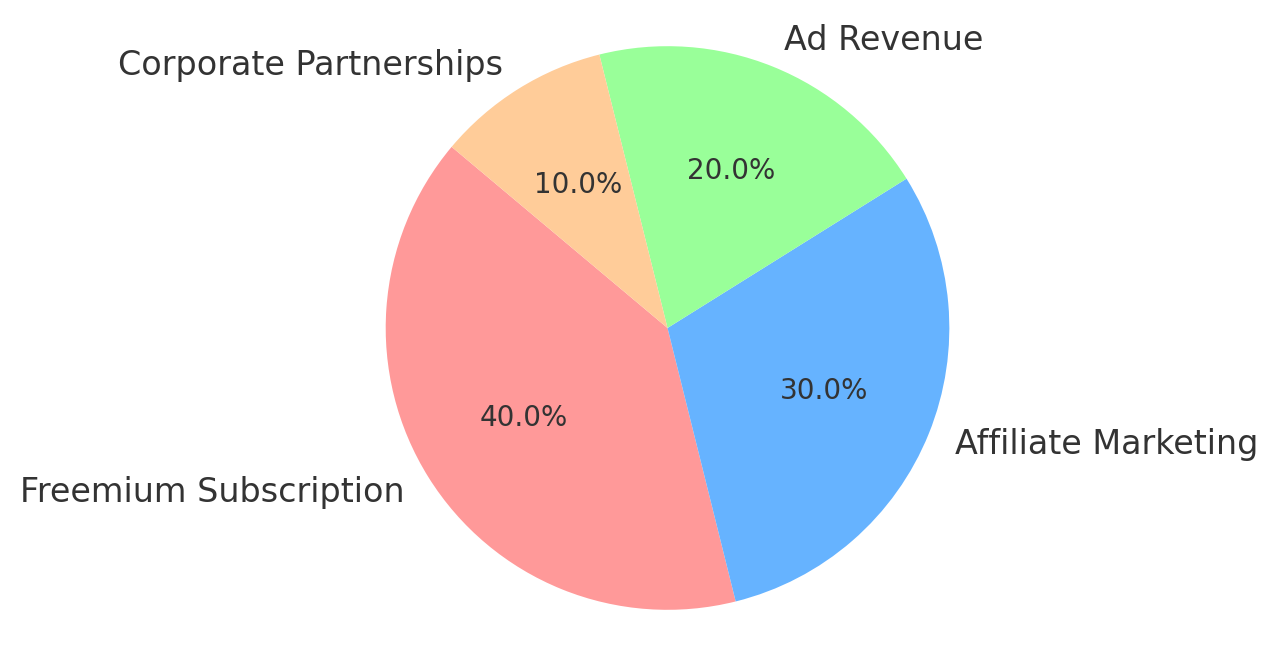 Ad Revenue
Corporate Partnerships
20.0%
10.0%
30.0%
40.0%
Affiliate Marketing
Freemium Subscription